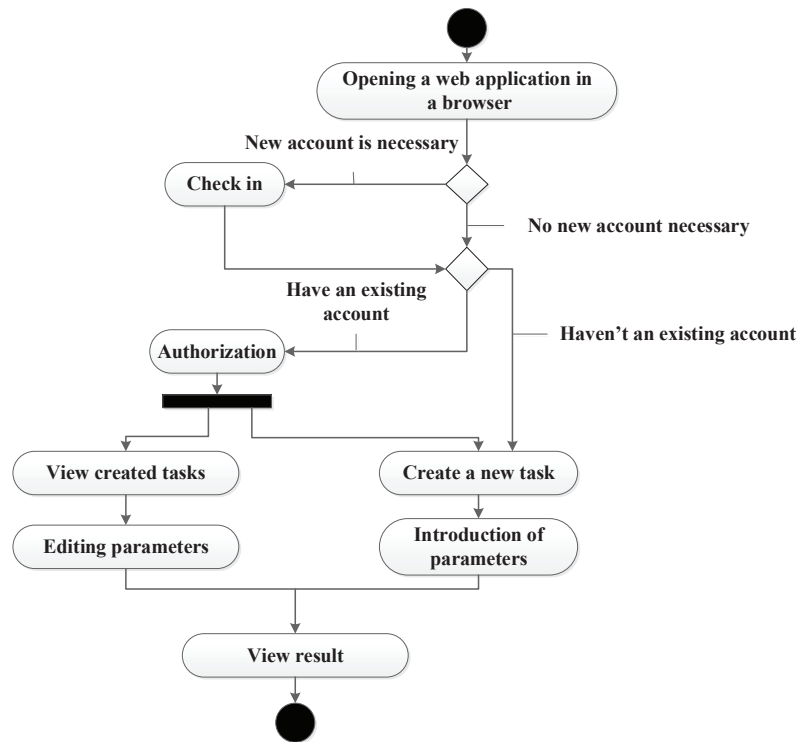 Opening a web application in
a browser
New account is necessary
Check in
No new account necessary
Have an existing
account
Haven't an existing account
Authorization
View created tasks
Create a new task
Editing parameters
Introduction of
parameters
View result